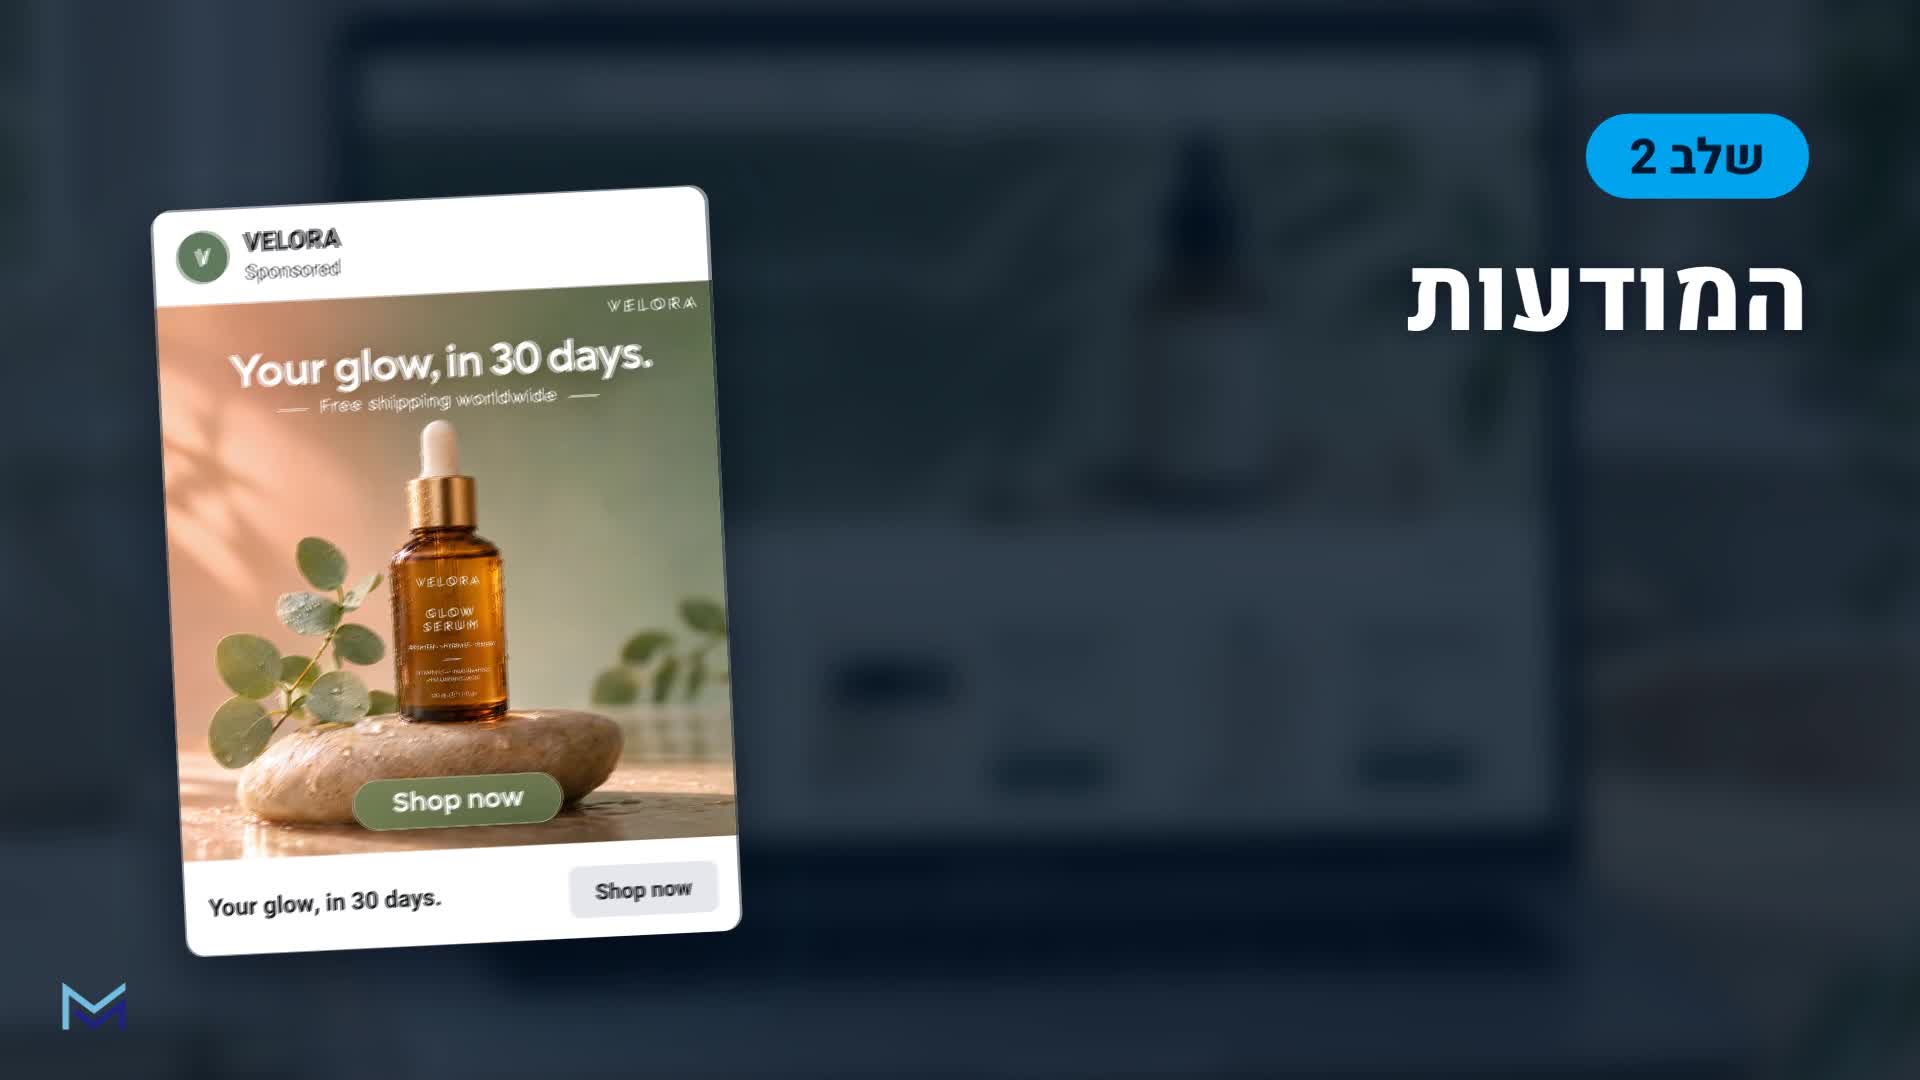 שלב 2
המודעות
V
VELORA
Sponsored
VELORA
Your glow, in 30 days.
Free shipping worldwide
VELORA
GLOW
SERUM
Shop now
Your glow, in 30 days.
Shop now